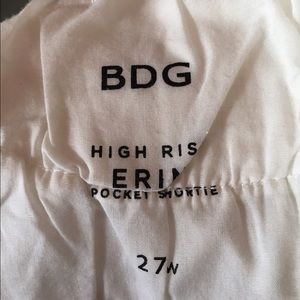 BDG
HIGH RIS
ERIN
POCKET SHORTIE
27W